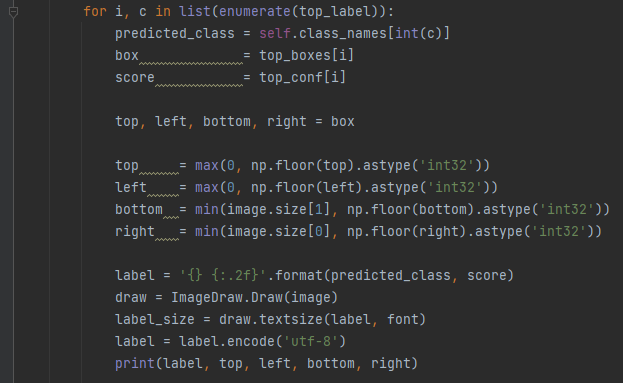 for i, c in list(enumerate(top_label)):
predicted_class = self.class_names[int(c)]
box             = top_boxes[i]
score           = top_conf[i]
top, left, bottom, right = box
top     = max(0, np.floor(top).astype('int32'))
left    = max(0, np.floor(left).astype('int32'))
bottom  = min(image.size[1], np.floor(bottom).astype('int32'))
right   = min(image.size[0], np.floor(right).astype('int32'))
label = '{} {:.2f}'.format(predicted_class, score)
draw = ImageDraw.Draw(image)
label_size = draw.textsize(label, font)
label = label.encode('utf-8')
print(label, top, left, bottom, right)